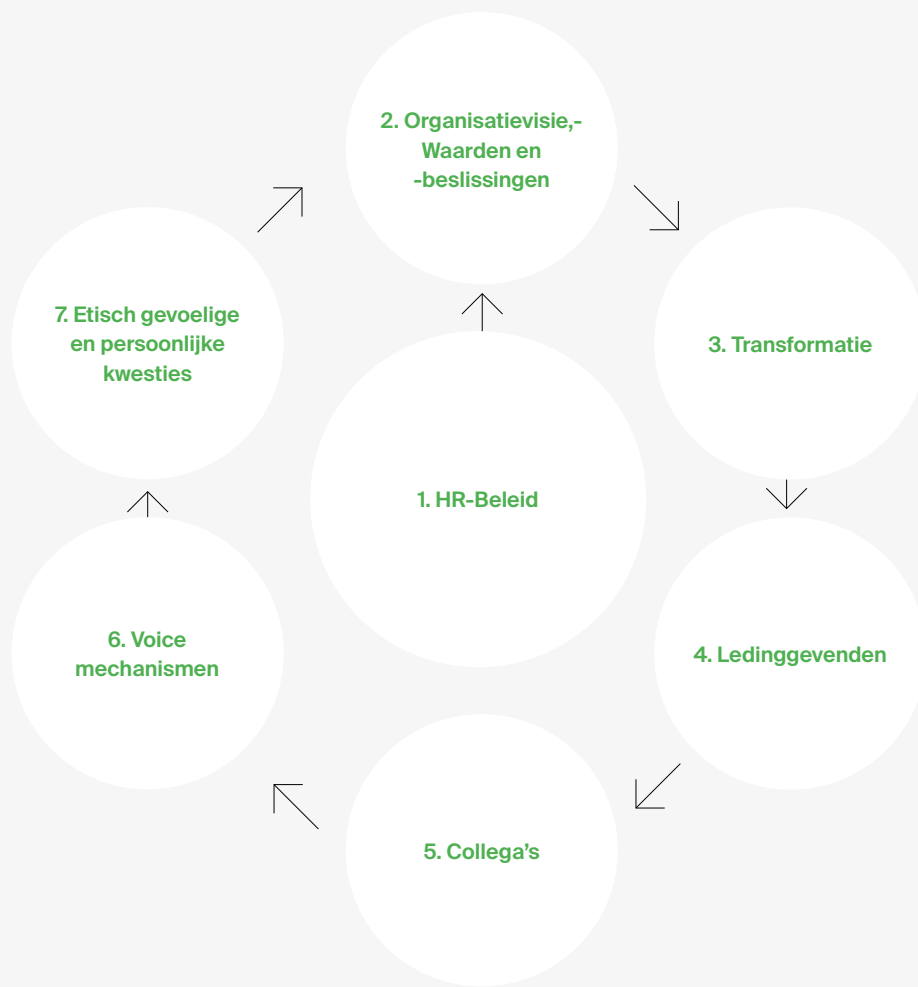 1. HR-Beleid
2. Organisatievisie,-
Waarden en
-beslissingen
3. Transformatie
4. Ledinggevenden
5. Collega's
6. Voice
mechanismen
7. Etisch gevoelige
en persoonlijke
kwesties